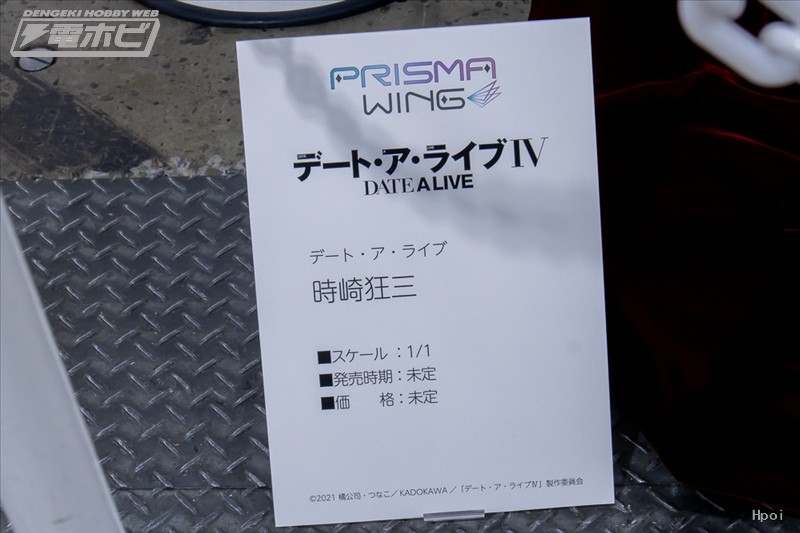 DENGEKI HOBBY WEB
電ホビ
PRISMA
WING
デート・ア・ライブIV
DATE A LIVE
デート・ア・ライブ
時崎狂三
■スケール：1/1
■発売時期：未定
■価　　格：未定
©2021 橘公司・つなこ／KADOKAWA／「デート・ア・ライブⅣ」製作委員会
Hpoi